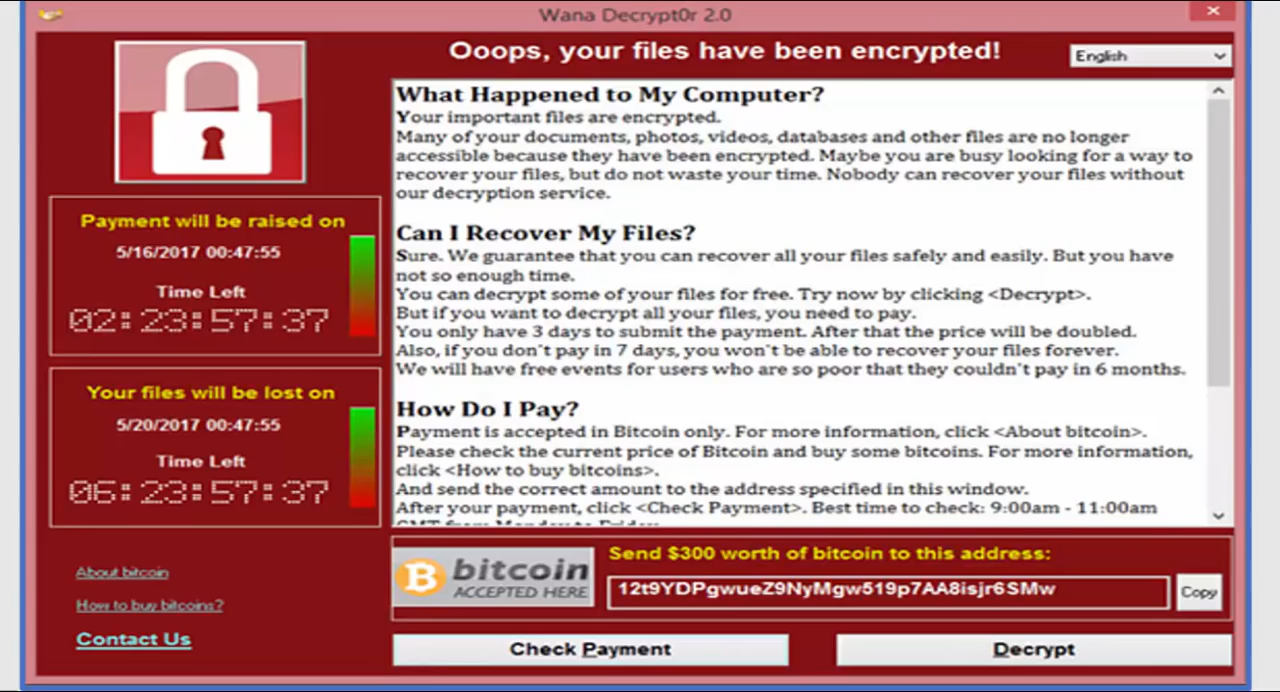 Wana Decrypt0r 2.0
Ooops, your files have been encrypted!
English
What Happened to My Computer?
Your important files are encrypted.
Many of your documents, photos, videos, databases and other files are no longer
accessible because they have been encrypted. Maybe you are busy looking for a way to
recover your files, but do not waste your time. Nobody can recover your files without
our decryption service.
Can I Recover My Files?
Sure. We guarantee that you can recover all your files safely and easily. But you have
not so enough time.
You can decrypt some of your files for free. Try now by clicking <Decrypt>.
But if you want to decrypt all your files, you need to pay.
You only have 3 days to submit the payment. After that the price will be doubled.
Also, if you don't pay in 7 days, you won't be able to recover your files forever.
We will have free events for users who are so poor that they couldn't pay in 6 months.
How Do I Pay?
Payment is accepted in Bitcoin only. For more information, click <About bitcoin>.
Please check the current price of Bitcoin and buy some bitcoins. For more information,
click <How to buy bitcoins>.
And send the correct amount to the address specified in this window.
After your payment, click <Check Payment>. Best time to check: 9:00am - 11:00am
GMT from Monday to Friday
Payment will be raised on
5/16/2017 00:47:55
Time Left
02:23:57:37
Your files will be lost on
5/20/2017 00:47:55
Time Left
06:23:57:37
About bitcoin
How to buy bitcoins?
Contact Us
bitcoin
ACCEPTED HERE
Send $300 worth of bitcoin to this address:
12t9YDPgwueZ9NyMgw519p7AA8isjr6SMw
Copy
Check Payment
Decrypt